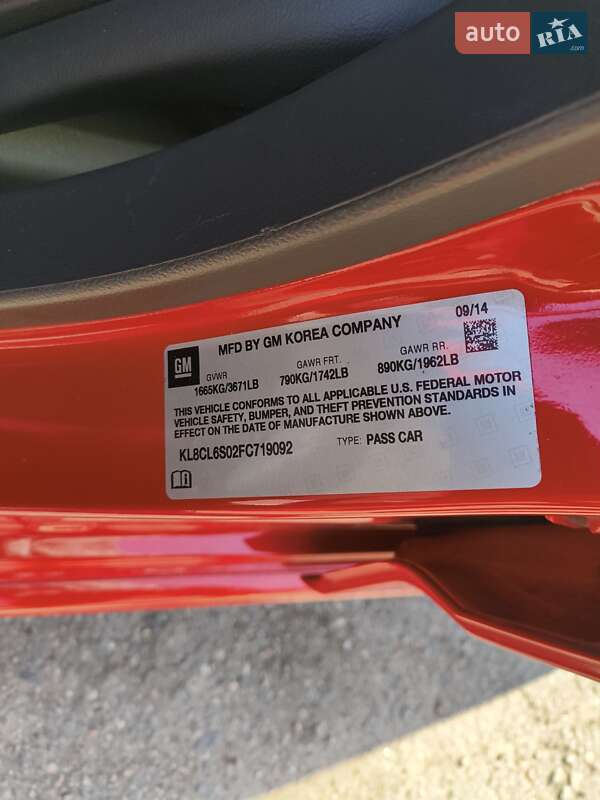 auto RIA .com
MFD BY GM KOREA COMPANY 09/14
GM
GVWR GAWR FRT. GAWR RR.
1665KG/3671LB 790KG/1742LB 890KG/1962LB
THIS VEHICLE CONFORMS TO ALL APPLICABLE U.S. FEDERAL MOTOR
VEHICLE SAFETY, BUMPER, AND THEFT PREVENTION STANDARDS IN
EFFECT ON THE DATE OF MANUFACTURE SHOWN ABOVE.
KL8CL6S02FC719092 TYPE: PASS CAR